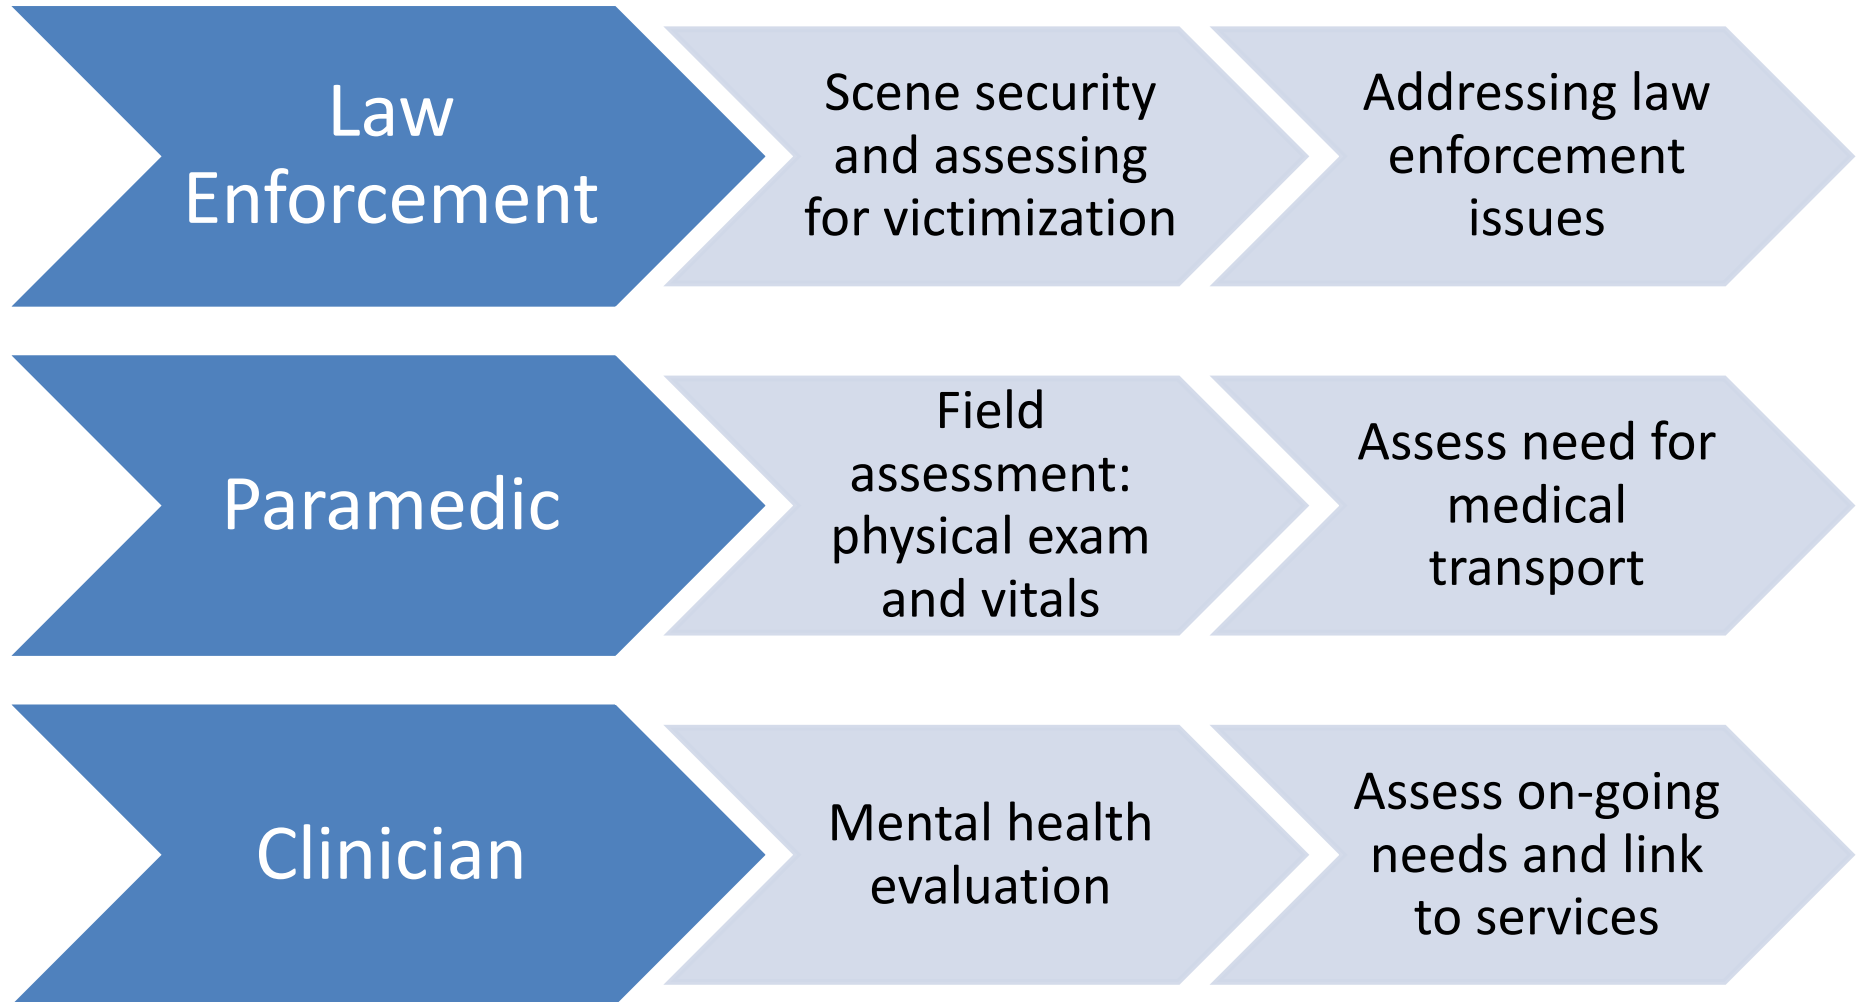 Law
Enforcement
Scene security
and assessing
for victimization
Addressing law
enforcement
issues
Paramedic
Field
assessment:
physical exam
and vitals
Assess need for
medical
transport
Clinician
Mental health
evaluation
Assess on-going
needs and link
to services